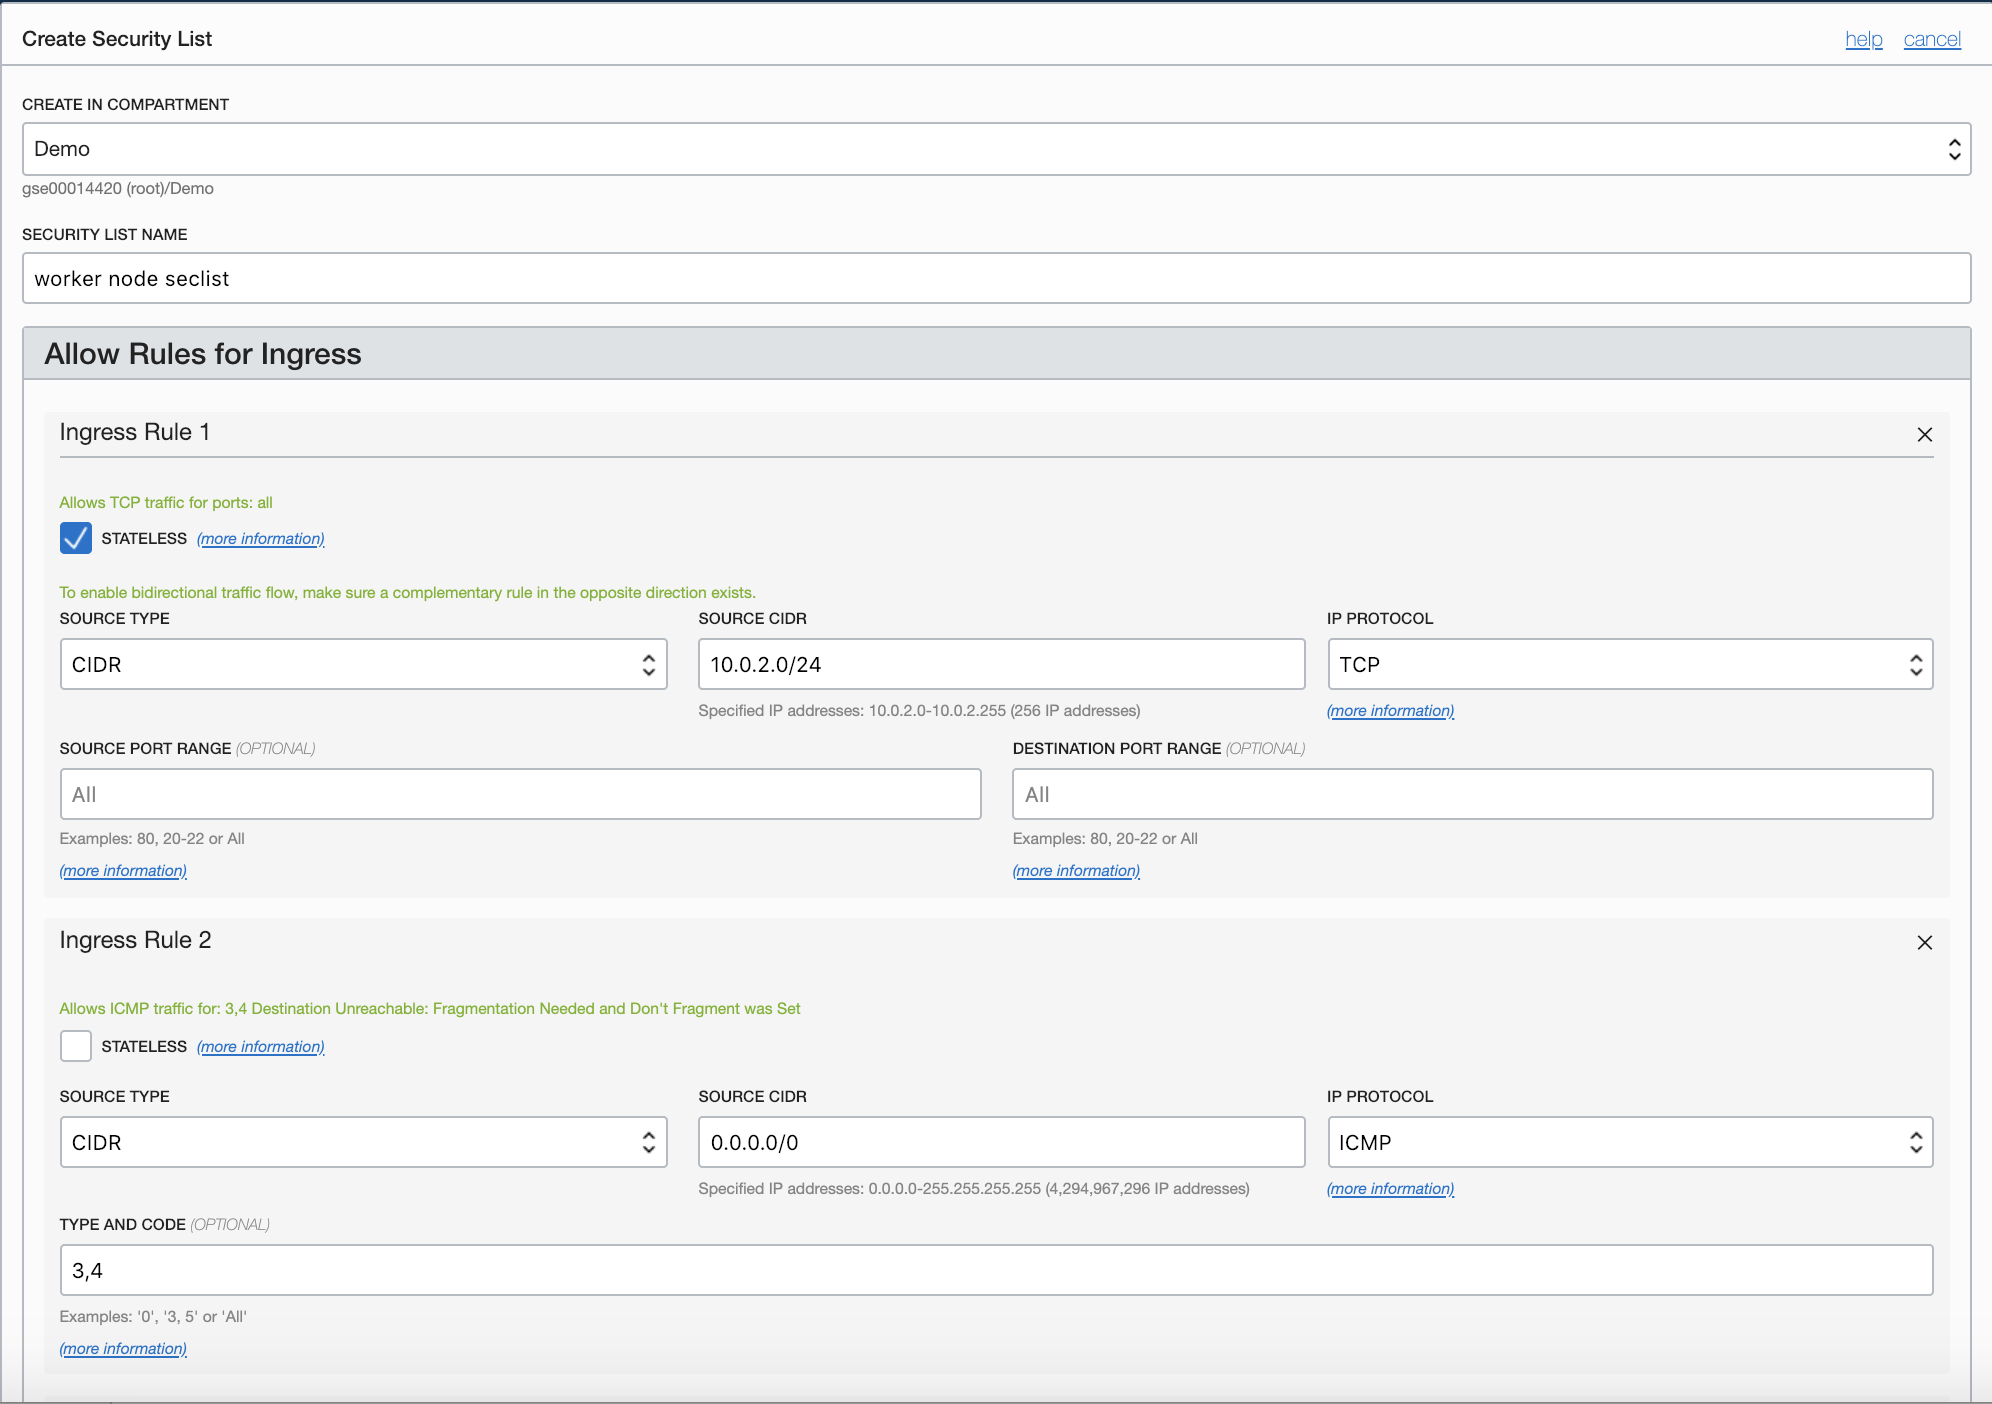 Create Security List
help cancel
CREATE IN COMPARTMENT
Demo
gse00014420 (root)/Demo
SECURITY LIST NAME
worker node seclist
Allow Rules for Ingress
Ingress Rule 1
Allows TCP traffic for ports: all
STATELESS (more information)
To enable bidirectional traffic flow, make sure a complementary rule in the opposite direction exists.
SOURCE TYPE SOURCE CIDR IP PROTOCOL
CIDR 10.0.2.0/24 TCP
Specified IP addresses: 10.0.2.0-10.0.2.255 (256 IP addresses) (more information)
SOURCE PORT RANGE (OPTIONAL) DESTINATION PORT RANGE (OPTIONAL)
All All
Examples: 80, 20-22 or All Examples: 80, 20-22 or All
(more information) (more information)
Ingress Rule 2
Allows ICMP traffic for: 3,4 Destination Unreachable: Fragmentation Needed and Don't Fragment was Set
STATELESS (more information)
SOURCE TYPE SOURCE CIDR IP PROTOCOL
CIDR 0.0.0.0/0 ICMP
Specified IP addresses: 0.0.0.0-255.255.255.255 (4,294,967,296 IP addresses) (more information)
TYPE AND CODE (OPTIONAL)
3,4
Examples: '0', '3, 5' or 'All'
(more information)